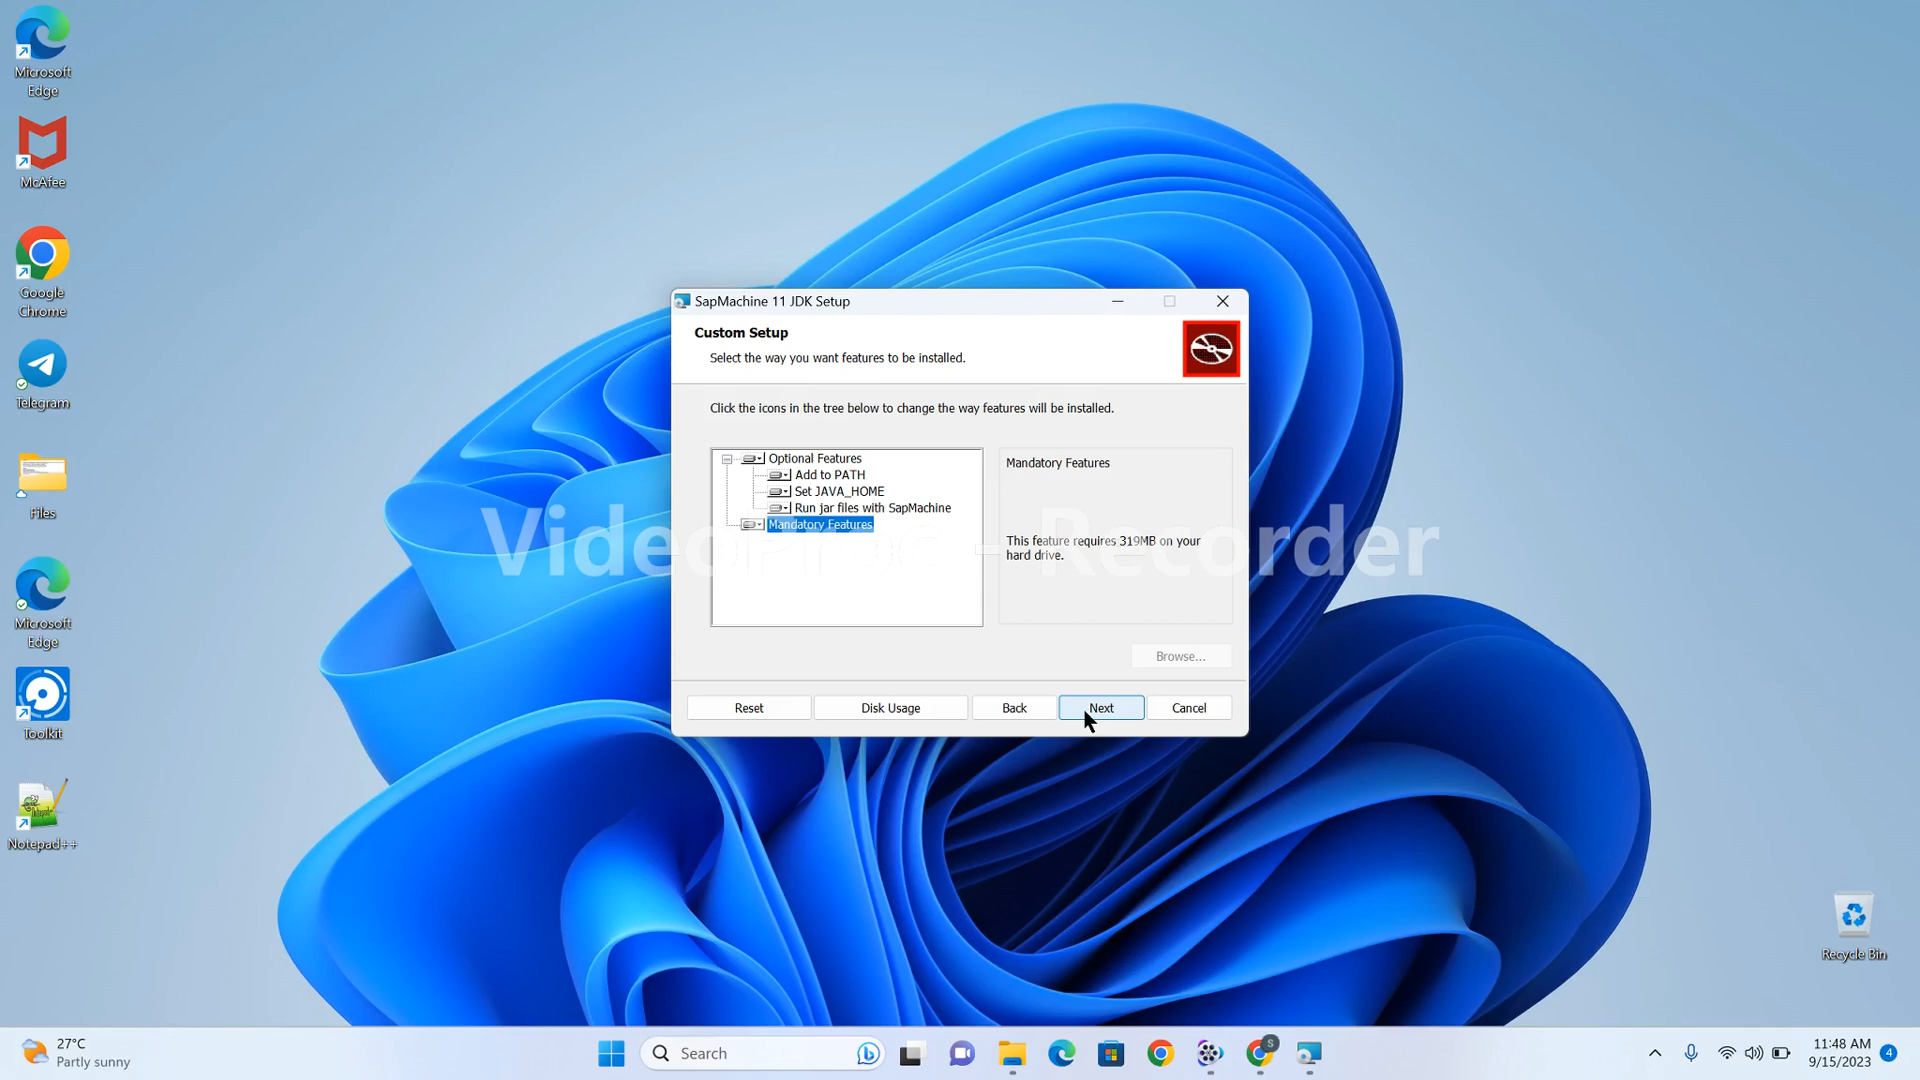 Microsoft
Edge
McAfee
Google
Chrome
Telegram
Files
Microsoft
Edge
Toolkit
Notepad++
SapMachine 11 JDK Setup
Custom Setup
Select the way you want features to be installed.
Click the icons in the tree below to change the way features will be installed.
Optional Features
Add to PATH
Set JAVA_HOME
Run jar files with SapMachine
Mandatory Features
Mandatory Features
This feature requires 319MB on your
hard drive.
Browse...
Reset
Disk Usage
Back
Next
Cancel
VideoProc - Recorder
Recycle Bin
27°C
Partly sunny
Search
S
11:48 AM
9/15/2023
4